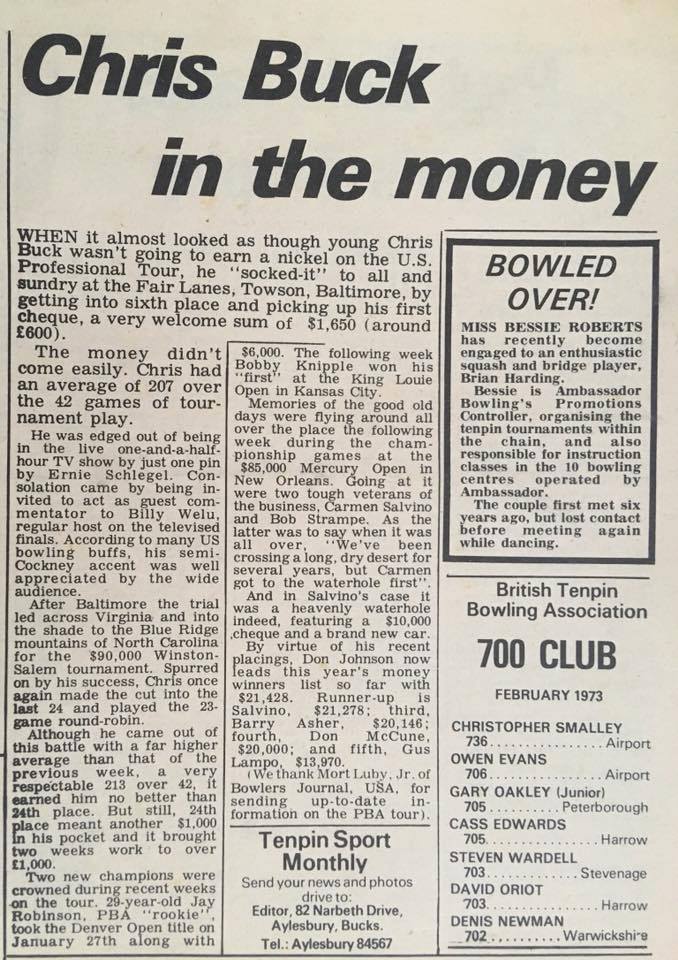 Chris Buck
in the money
WHEN it almost looked as though young Chris
Buck wasn't going to earn a nickel on the U.S.
Professional Tour, he "socked-it" to all and
sundry at the Fair Lanes, Towson, Baltimore, by
getting into sixth place and picking up his first
cheque, a very welcome sum of $1,650 (around
£600).
The money didn't
come easily. Chris had
an average of 207 over
the 42 games of tour-
nament play.
He was edged out of being
in the live one-and-a-half-
hour TV show by just one pin
by Ernie Schlegel. Con-
solation came by being in-
vited to act as guest com-
mentator to Billy Welu,
regular host on the televised
finals. According to many US
bowling buffs, his semi-
Cockney accent was well
appreciated by the wide
audience.
After Baltimore the trial
led across Virginia and into
the shade to the Blue Ridge
mountains of North Carolina
for the $90,000 Winston-
Salem tournament. Spurred
on by his success, Chris once
again made the cut into the
last 24 and played the 23-
game round-robin.
Although he came out of
this battle with a far higher
average than that of the
previous week, a very
respectable 213 over 42, it
earned him no better than
24th place. But still, 24th
place meant another $1,000
in his pocket and it brought
two weeks work to over
£1,000.
Two new champions were
crowned during recent weeks
on the tour. 29-year-old Jay
Robinson, PBA "rookie",
took the Denver Open title on
January 27th along with
$6,000. The following week
Bobby Knipple won his
"first" at the King Louie
Open in Kansas City.
Memories of the good old
days were flying around all
over the place the following
week during the cham-
pionship games at the
$85,000 Mercury Open in
New Orleans. Going at it
were two tough veterans of
the business, Carmen Salvino
and Bob Strampe. As the
latter was to say when it was
all over, "We've been
crossing a long, dry desert for
several years, but Carmen
got to the waterhole first".
And in Salvino's case it
was a heavenly waterhole
indeed, featuring a $10,000
cheque and a brand new car.
By virtue of his recent
placings, Don Johnson now
leads this year's money
winners list so far with
$21,428. Runner-up is
Salvino, $21,278; third,
Barry Asher, $20,146;
fourth, Don McCune,
$20,000; and fifth, Gus
Lampo, $13,970.
(We thank Mort Luby, Jr. of
Bowlers Journal, USA, for
sending up-to-date in-
formation on the PBA tour).
Tenpin Sport
Monthly
Send your news and photos
drive to:
Editor, 82 Narbeth Drive,
Aylesbury, Bucks.
Tel.: Aylesbury 84567
BOWLED
OVER!
MISS BESSIE ROBERTS
has recently become
engaged to an enthusiastic
squash and bridge player,
Brian Harding.
Bessie is Ambassador
Bowling's Promotions
Controller, organising the
tenpin tournaments within
the chain, and also
responsible for instruction
classes in the 10 bowling
centres operated by
Ambassador.
The couple first met six
years ago, but lost contact
before meeting again
while dancing.
British Tenpin
Bowling Association
700 CLUB
FEBRUARY 1973
CHRISTOPHER SMALLEY
736.............. Airport
OWEN EVANS
706.............. Airport
GARY OAKLEY (Junior)
705......... Peterborough
CASS EDWARDS
705.............. Harrow
STEVEN WARDELL
703........... Stevenage
DAVID ORIOT
703.............. Harrow
DENIS NEWMAN
702......... Warwickshire